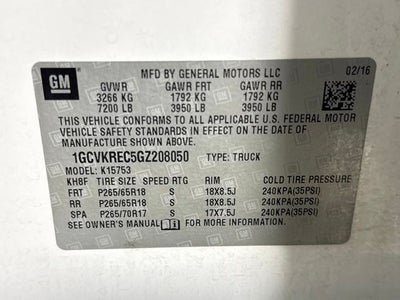 GM
MFD BY GENERAL MOTORS LLC 02/16
GVWR GAWR FRT GAWR RR
3266 KG 1792 KG 1792 KG
7200 LB 3950 LB 3950 LB
THIS VEHICLE CONFORMS TO ALL APPLICABLE U.S. FEDERAL MOTOR
VEHICLE SAFETY STANDARDS IN EFFECT ON THE DATE OF
MANUFACTURE SHOWN ABOVE.
1GCVKREC5GZ208050 TYPE: TRUCK
MODEL: K15753
KH8F TIRE SIZE SPEED RTG RIM COLD TIRE PRESSURE
FRT P265/65R18 S 18X8.5J 240KPA(35PSI)
RR P265/65R18 S 18X8.5J 240KPA(35PSI)
SPA P265/70R17 S 17X7.5J 240KPA(35PSI)
SEE OWNER'S MANUAL FOR MORE INFORMATION.